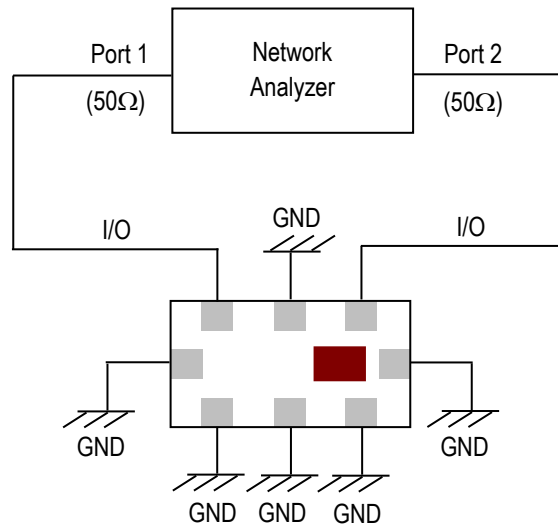 Port 1
Network
Analyzer
Port 2
(50Ω)
(50Ω)
I/O
GND
I/O
GND
GND
GND
GND
GND